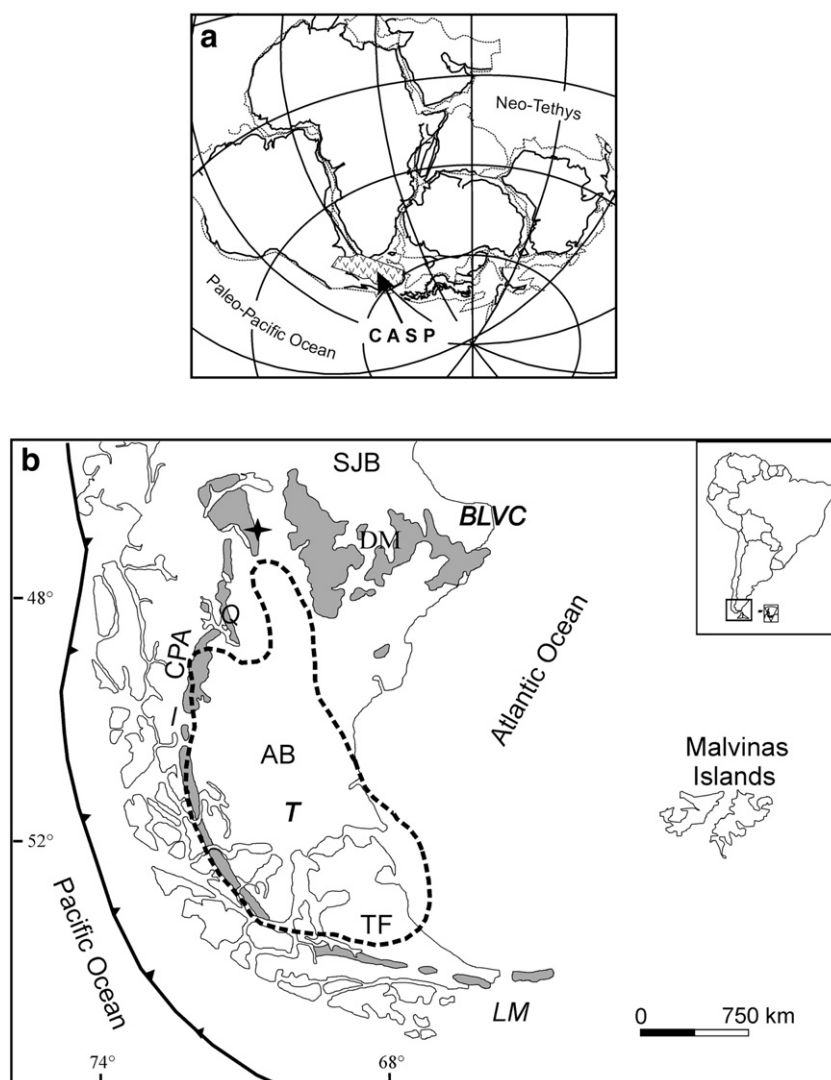 a
Neo-Tethys
Paleo-Pacific Ocean
CASP
b
SJB
BLVC
DM
48°
Q
CPA
I
AB
T
Atlantic Ocean
Malvinas
Islands
52°
TF
Pacific Ocean
LM
0 750 km
74°
68°